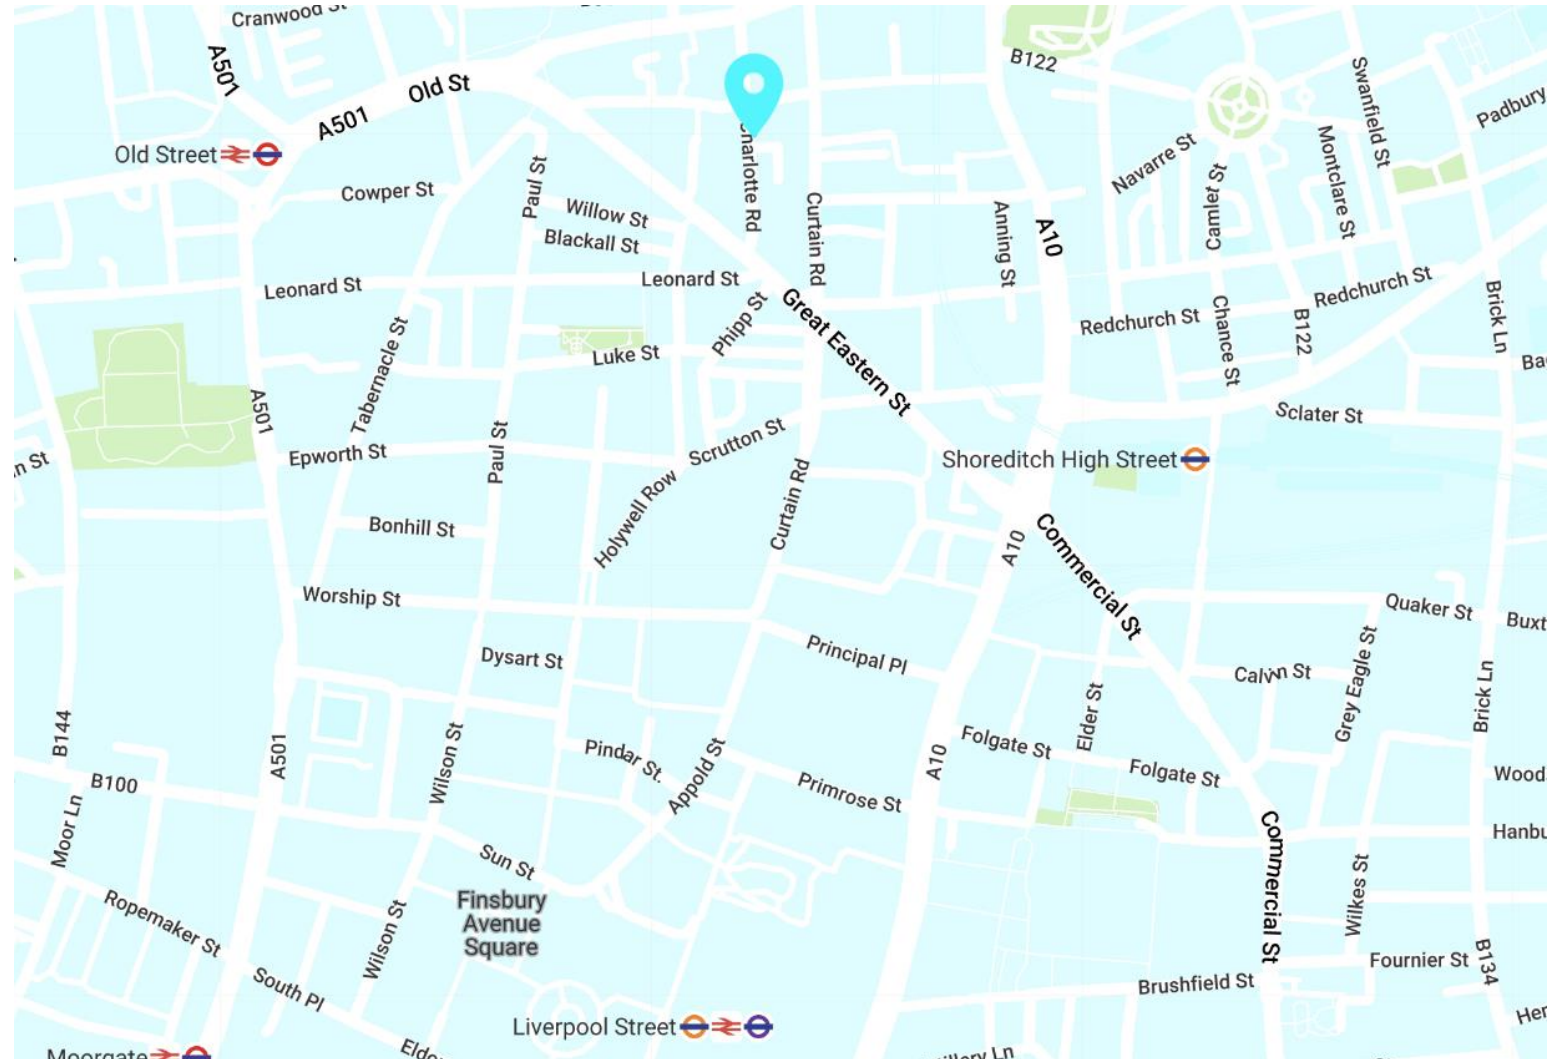 Cranwood St
A501
Old St
A501
B122
Swanfield St
Padbury
Old Street
Navarre St
Montclare St
Camlet St
Cowper St
Paul St
Willow St
Blackall St
Charlotte Rd
Curtain Rd
Anning St
A10
Leonard St
Leonard St
Great Eastern St
Redchurch St
Redchurch St
Chance St
B122
Brick Ln
Phipp St
Luke St
Tabernacle St
A501
Sclater St
Epworth St
Paul St
Scrutton St
Shoreditch High Street
Holywell Row
Curtain Rd
Bonhill St
A10
Commercial St
Worship St
Quaker St
Buxt
Principal Pl
Dysart St
Calvin St
Grey Eagle St
Elder St
Brick Ln
B144
A501
Wilson St
Pindar St.
Appold St
A10
Folgate St
Folgate St
B100
Primrose St
Wood
Moor Ln
Sun St
Commercial St
Hanbu
Finsbury
Avenue
Square
Wilkes St
Ropemaker St
Wilson St
South Pl
Fournier St
B134
Brushfield St
Liverpool Street
Her
Moorgate